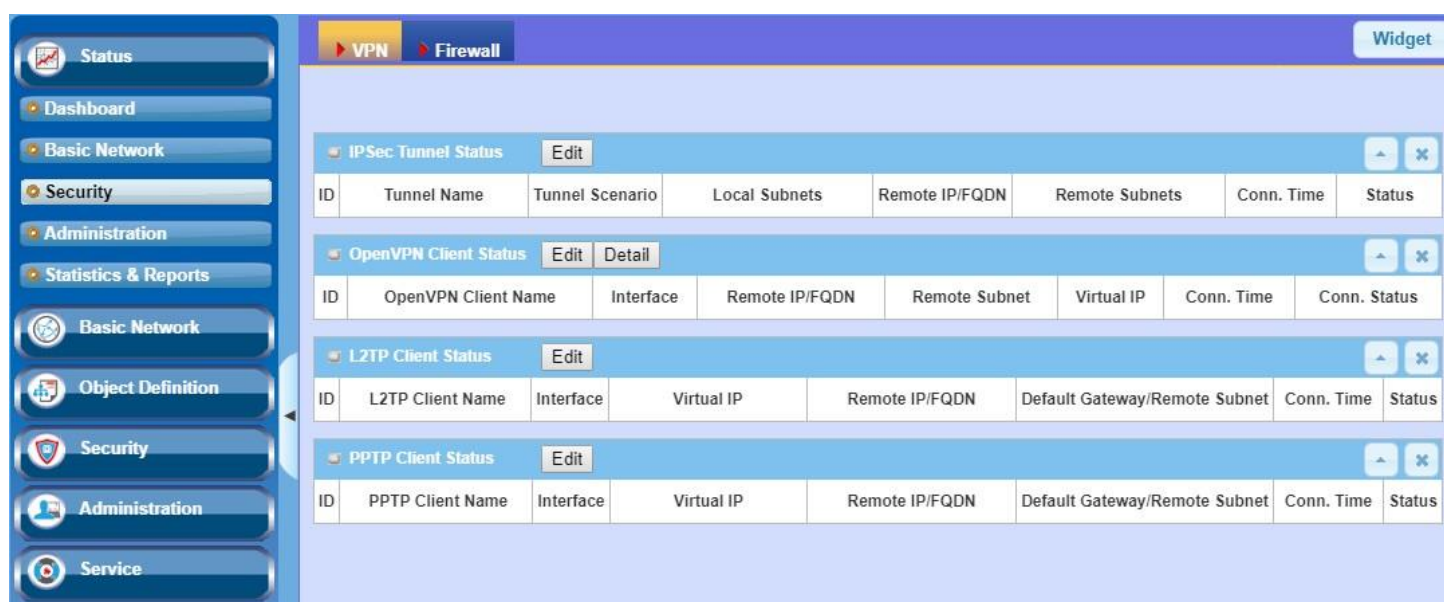 Status
Dashboard
Basic Network
Security
Administration
Statistics & Reports
Basic Network
Object Definition
Security
Administration
Service
VPN
Firewall
Widget
IPSec Tunnel Status Edit
ID Tunnel Name Tunnel Scenario Local Subnets Remote IP/FQDN Remote Subnets Conn. Time Status
OpenVPN Client Status Edit Detail
ID OpenVPN Client Name Interface Remote IP/FQDN Remote Subnet Virtual IP Conn. Time Conn. Status
L2TP Client Status Edit
ID L2TP Client Name Interface Virtual IP Remote IP/FQDN Default Gateway/Remote Subnet Conn. Time Status
PPTP Client Status Edit
ID PPTP Client Name Interface Virtual IP Remote IP/FQDN Default Gateway/Remote Subnet Conn. Time Status